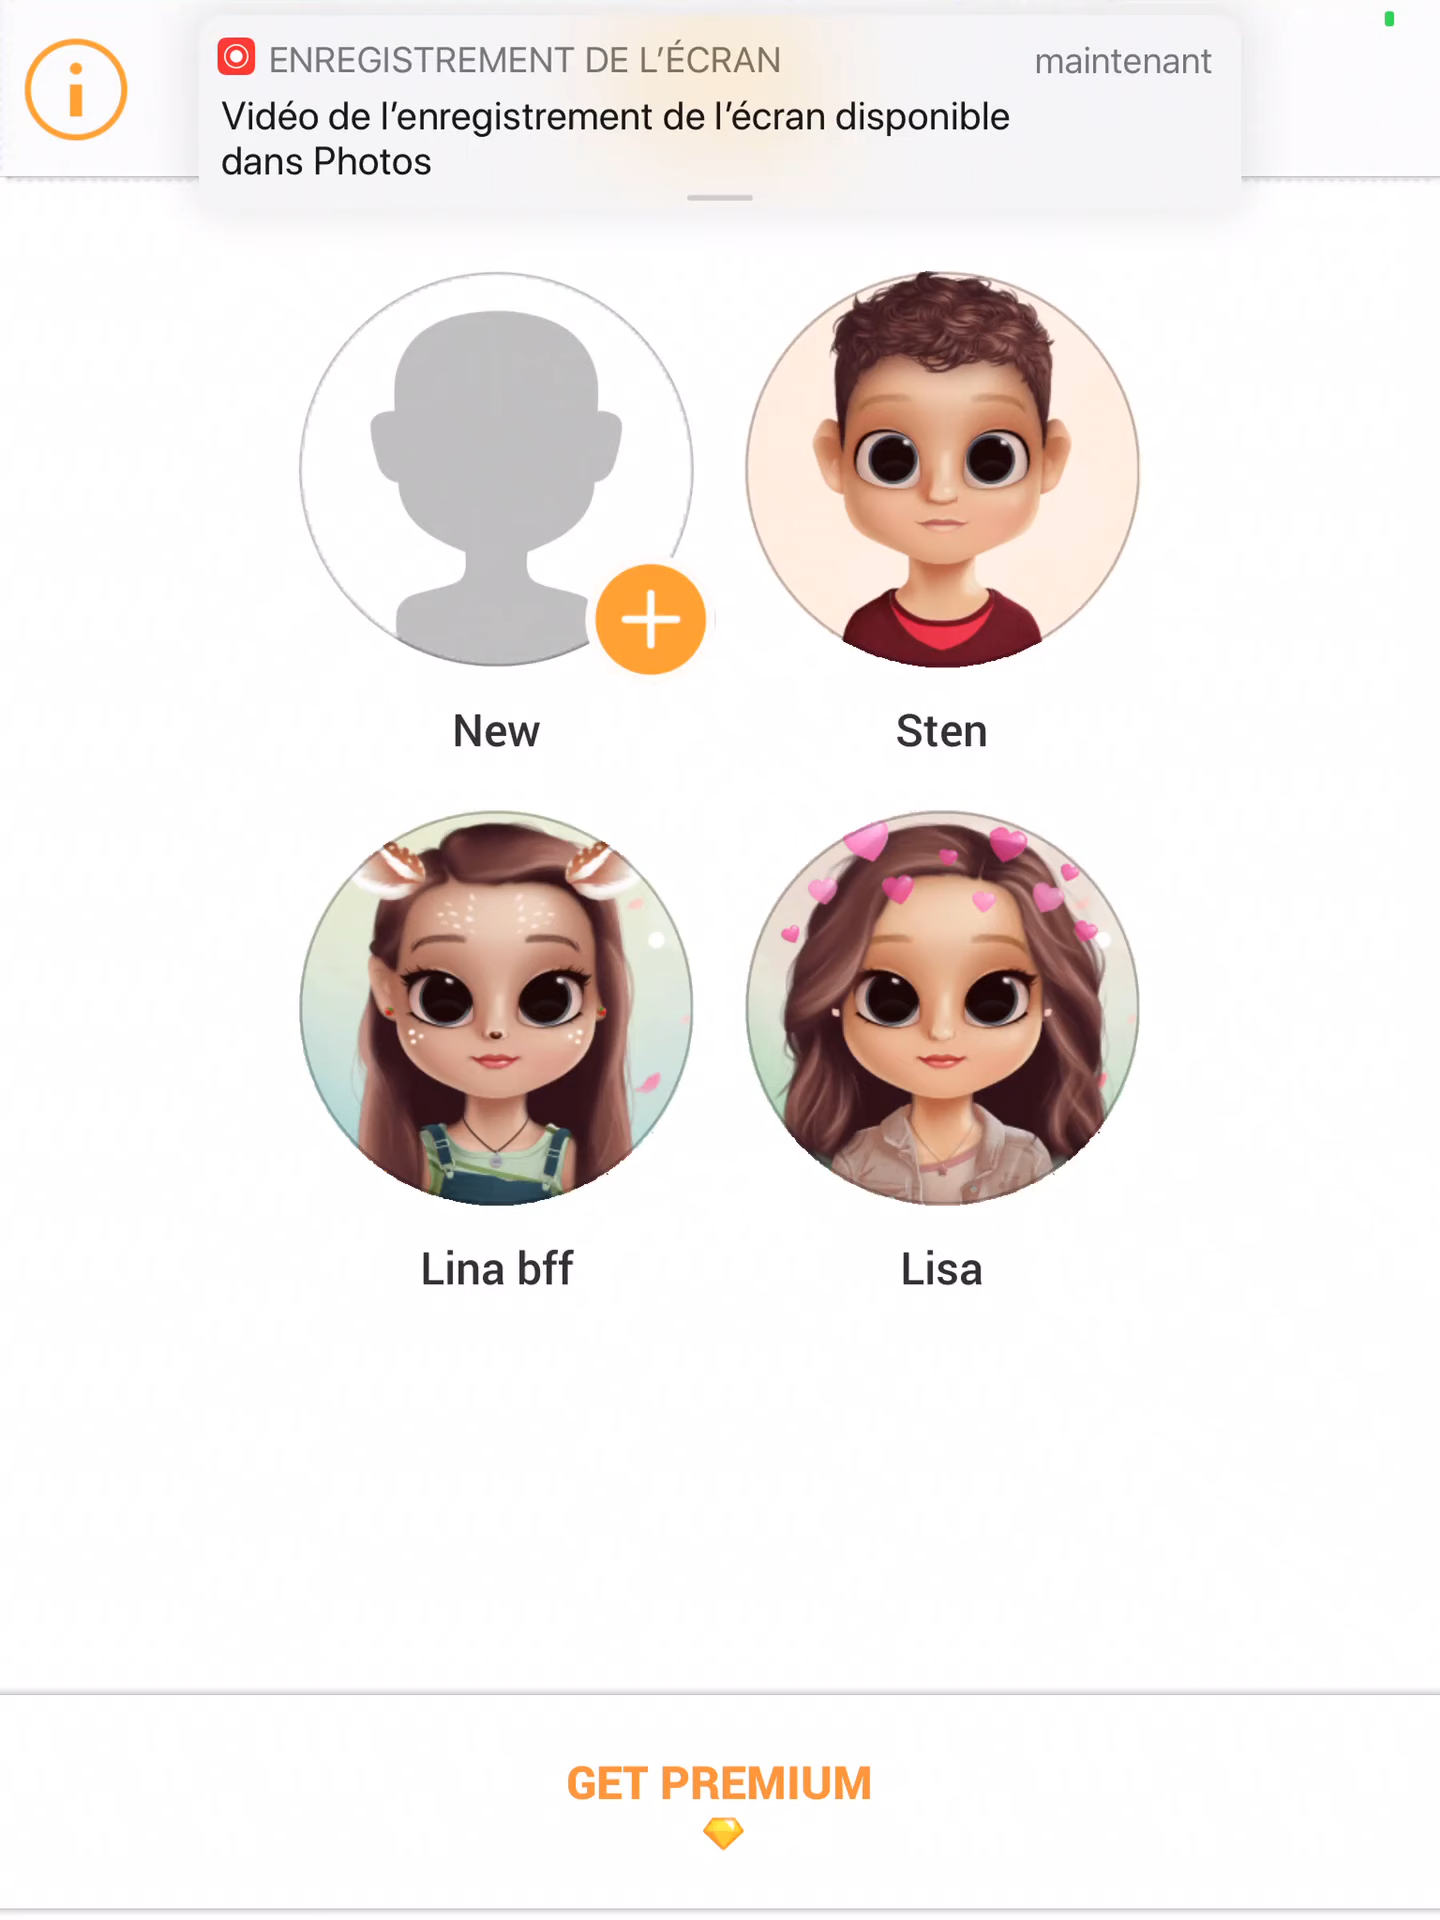 ENREGISTREMENT DE L’ÉCRAN maintenant
Vidéo de l’enregistrement de l’écran disponible
dans Photos
New
Sten
Lina bff
Lisa
GET PREMIUM